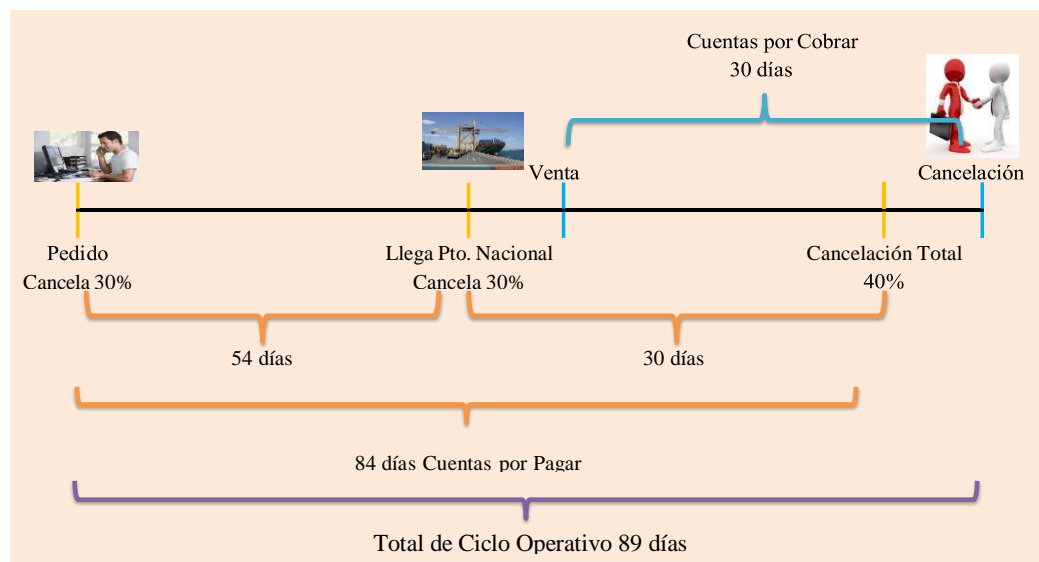 Cuentas por Cobrar
30 días
Venta
Cancelación
Pedido
Cancela 30%
Llega Pto. Nacional
Cancela 30%
Cancelación Total
40%
54 días
30 días
84 días Cuentas por Pagar
Total de Ciclo Operativo 89 días